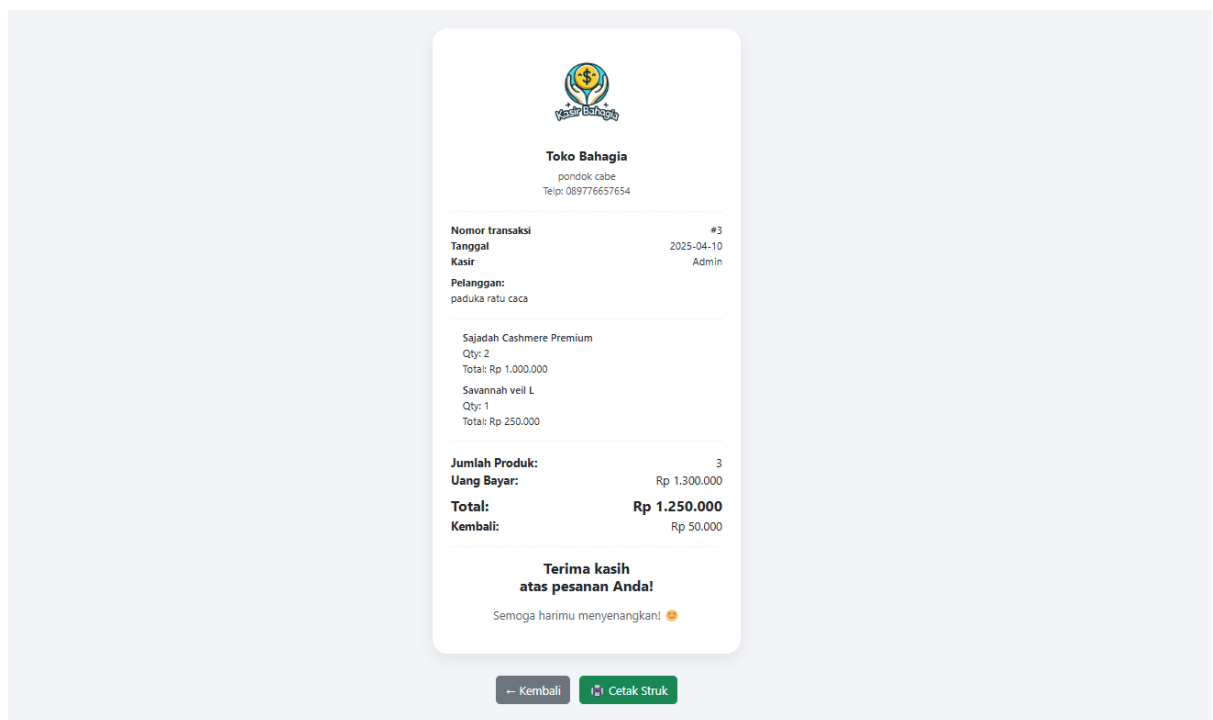 $
Kasir Bahagia
Toko Bahagia
pondok cabe
Telp: 089776657654
Nomor transaksi #3
Tanggal 2025-04-10
Kasir Admin
Pelanggan:
paduka ratu caca
Sajadah Cashmere Premium
Qty: 2
Total: Rp 1.000.000
Savannah veil L
Qty: 1
Total: Rp 250.000
Jumlah Produk: 3
Uang Bayar: Rp 1.300.000
Total: Rp 1.250.000
Kembali: Rp 50.000
Terima kasih
atas pesanan Anda!
Semoga harimu menyenangkan! 😊
← Kembali 🖨 Cetak Struk